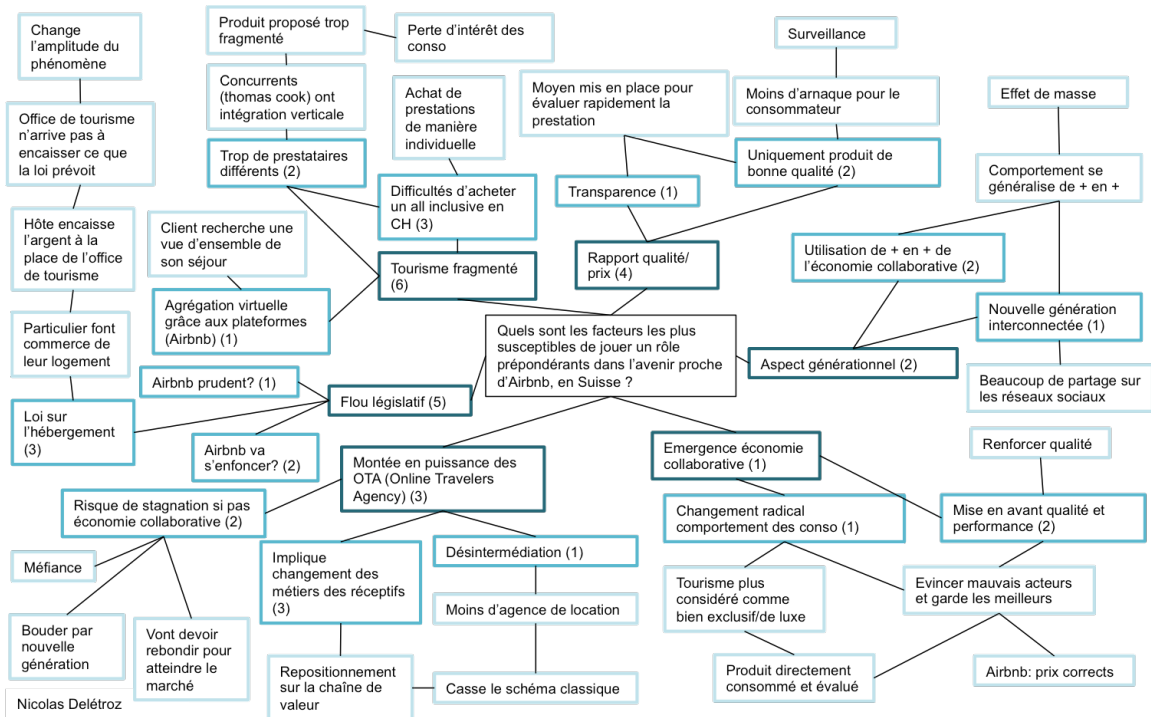 Change
l'amplitude du
phénomène
Produit proposé trop
fragmenté
Perte d'intérêt des
conso
Surveillance
Concurrents
(thomas cook) ont
intégration verticale
Achat de
prestations
de manière
individuelle
Moyen mis en place pour
évaluer rapidement la
prestation
Moins d'arnaque pour le
consommateur
Effet de masse
Office de tourisme
n'arrive pas à
encaisser ce que
la loi prévoit
Trop de prestataires
différents (2)
Uniquement produit de
bonne qualité (2)
Comportement se
généralise de + en +
Difficultés d'acheter
un all inclusive en
CH (3)
Transparence (1)
Hôte encaisse
l'argent à la
place de l'office
de tourisme
Client recherche une
vue d'ensemble de
son séjour
Tourisme fragmenté
(6)
Rapport qualité/
prix (4)
Utilisation de + en + de
l'économie collaborative (2)
Agrégation virtuelle
grâce aux plateformes
(Airbnb) (1)
Nouvelle génération
interconnectée (1)
Particulier font
commerce de
leur logement
Quels sont les facteurs les plus
susceptibles de jouer un rôle
prépondérants dans l'avenir proche
d'Airbnb, en Suisse ?
Aspect générationnel (2)
Airbnb prudent? (1)
Flou législatif (5)
Beaucoup de partage sur
les réseaux sociaux
Loi sur
l'hébergement
(3)
Airbnb va
s'enfoncer? (2)
Montée en puissance des
OTA (Online Travelers
Agency) (3)
Emergence économie
collaborative (1)
Renforcer qualité
Risque de stagnation si pas
économie collaborative (2)
Changement radical
comportement des conso (1)
Mise en avant qualité et
performance (2)
Méfiance
Implique
changement des
métiers des réceptifs
(3)
Désintermédiation (1)
Tourisme plus
considéré comme
bien exclusif/de luxe
Evincer mauvais acteurs
et garde les meilleurs
Bouder par
nouvelle
génération
Vont devoir
rebondir pour
atteindre le
marché
Moins d'agence de location
Repositionnement
sur la chaîne de
valeur
Casse le schéma classique
Produit directement
consommé et évalué
Airbnb: prix corrects
Nicolas Delétroz